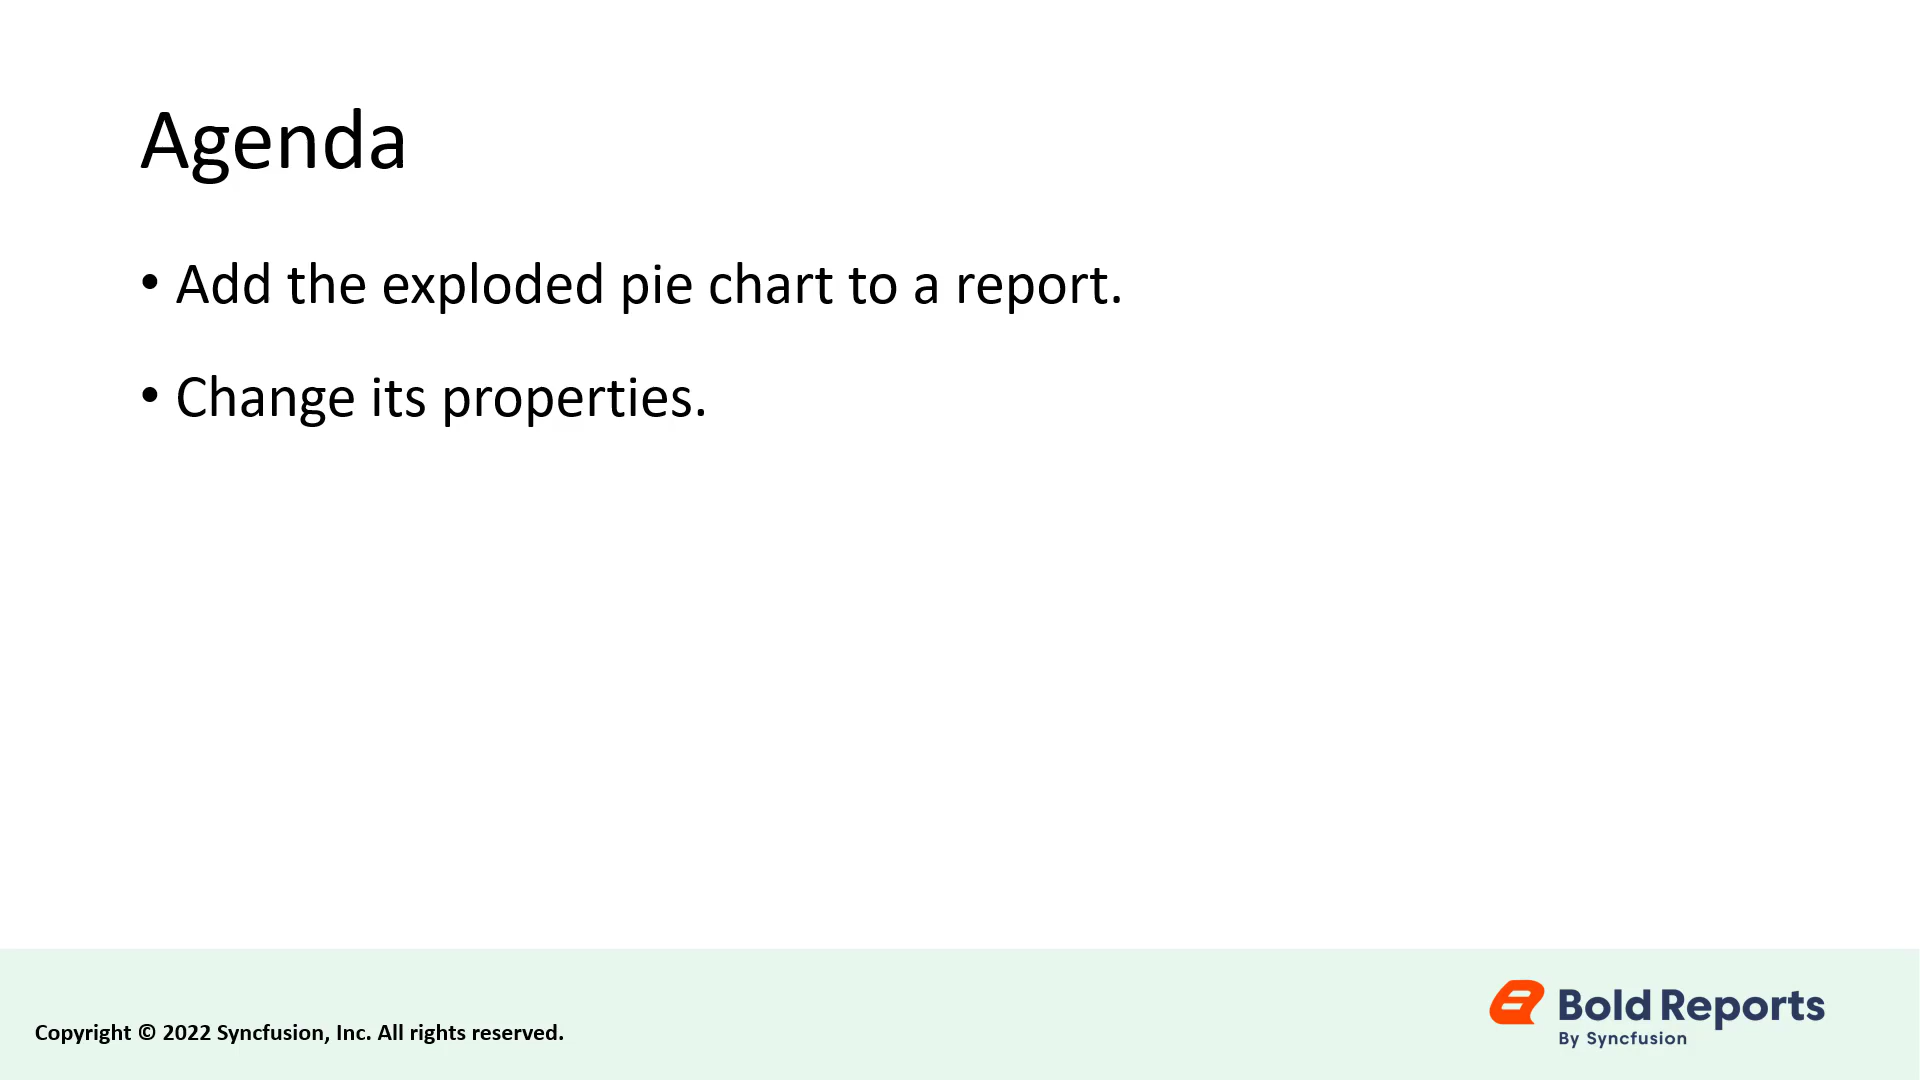 Agenda
• Add the exploded pie chart to a report.
• Change its properties.
Copyright © 2022 Syncfusion, Inc. All rights reserved.
Bold Reports
By Syncfusion